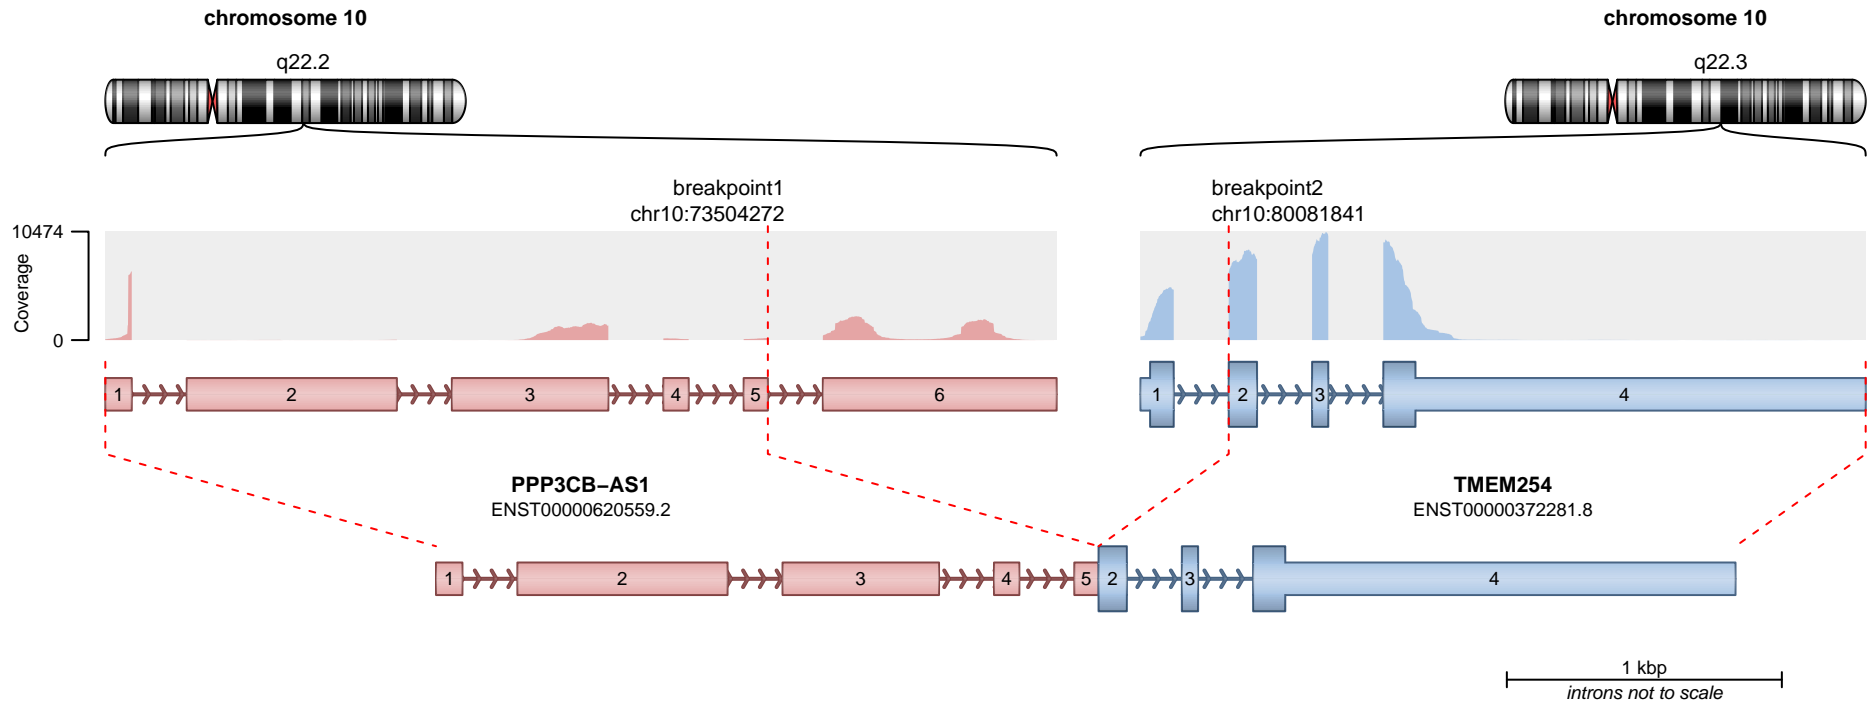 chromosome 10
chromosome 10
q22.2
q22.3
breakpoint1
chr10:73504272
breakpoint2
chr10:80081841
10474
0
Coverage
1 2 3 4 5 6
1 2 3 4
PPP3CB−AS1
ENST00000620559.2
TMEM254
ENST00000372281.8
1 2 3 4 5 2 3 4
1 kbp
introns not to scale